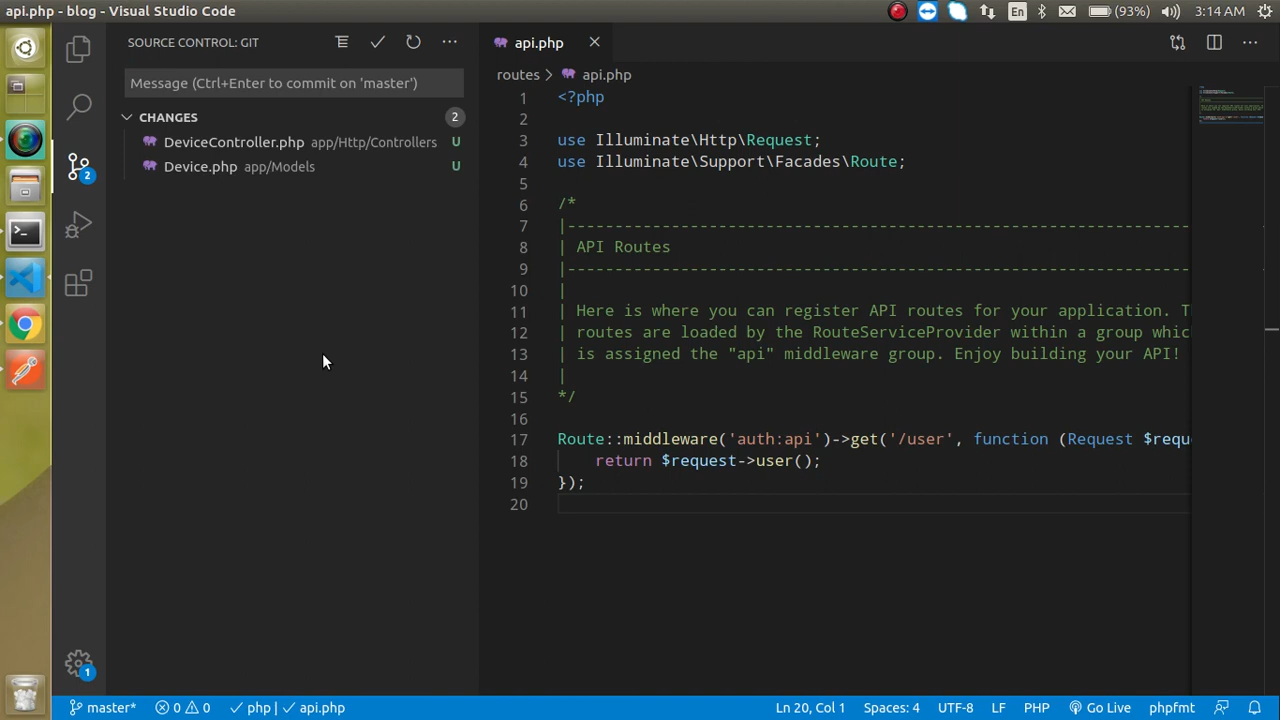 api.php - blog - Visual Studio Code
En (93%) 3:14 AM
SOURCE CONTROL: GIT
Message (Ctrl+Enter to commit on 'master')
CHANGES 2
DeviceController.php app/Http/Controllers U
Device.php app/Models U
2
1
api.php
routes > api.php
1 <?php
2
3 use Illuminate\Http\Request;
4 use Illuminate\Support\Facades\Route;
5
6 /*
7 |--------------------------------------------------------------------------
8 | API Routes
9 |--------------------------------------------------------------------------
10 |
11 | Here is where you can register API routes for your application.
12 | routes are loaded by the RouteServiceProvider within a group
13 | is assigned the "api" middleware group. Enjoy building your API!
14 |
15 */
16
17 Route::middleware('auth:api')->get('/user', function (Request $requ
18 return $request->user();
19 });
20
master* 0 0 php | api.php Ln 20, Col 1 Spaces: 4 UTF-8 LF PHP Go Live phpfmt